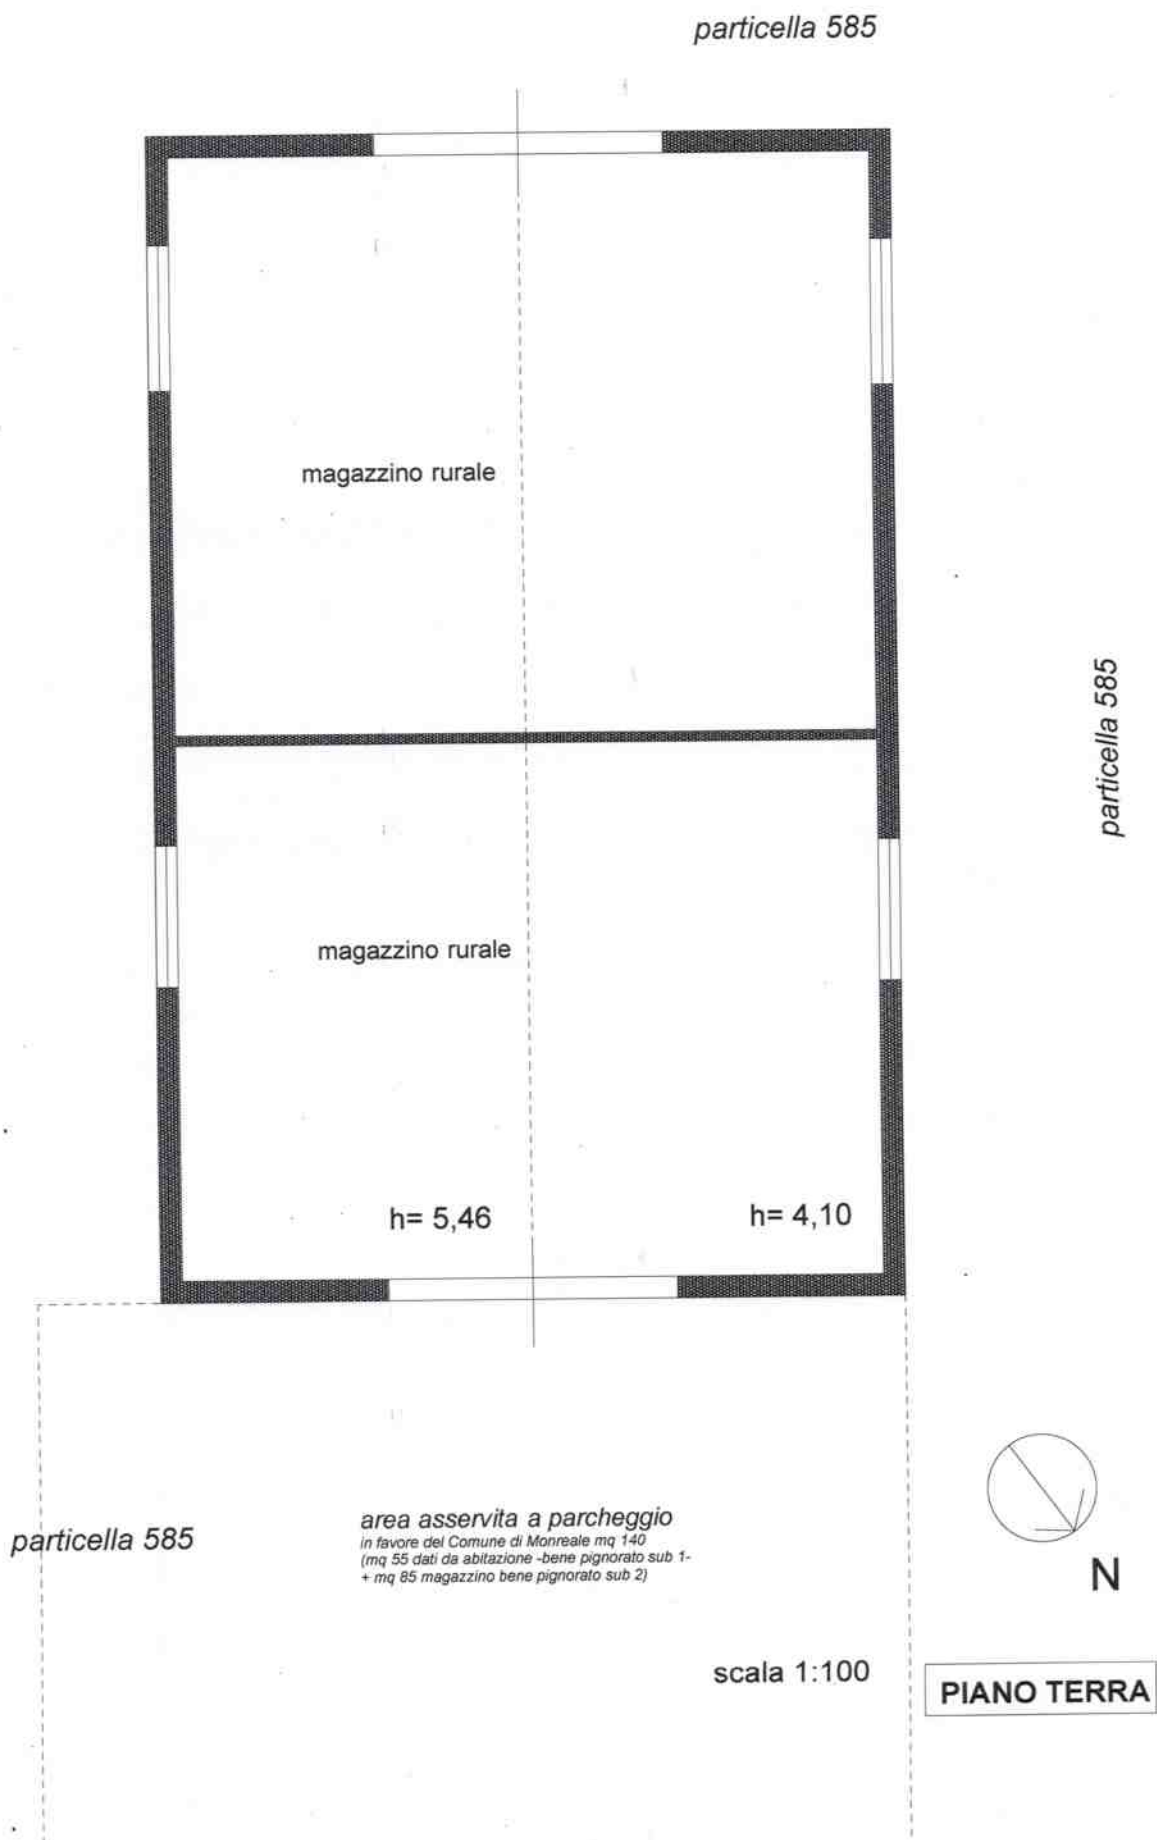 particella 585
magazzino rurale
particella 585
magazzino rurale
h= 5,46
h= 4,10
particella 585
area asservita a parcheggio
in favore del Comune di Monreale mq 140
(mq 55 dati da abitazione -bene pignorato sub 1-
+ mq 85 magazzino bene pignorato sub 2)
N
scala 1:100
PIANO TERRA